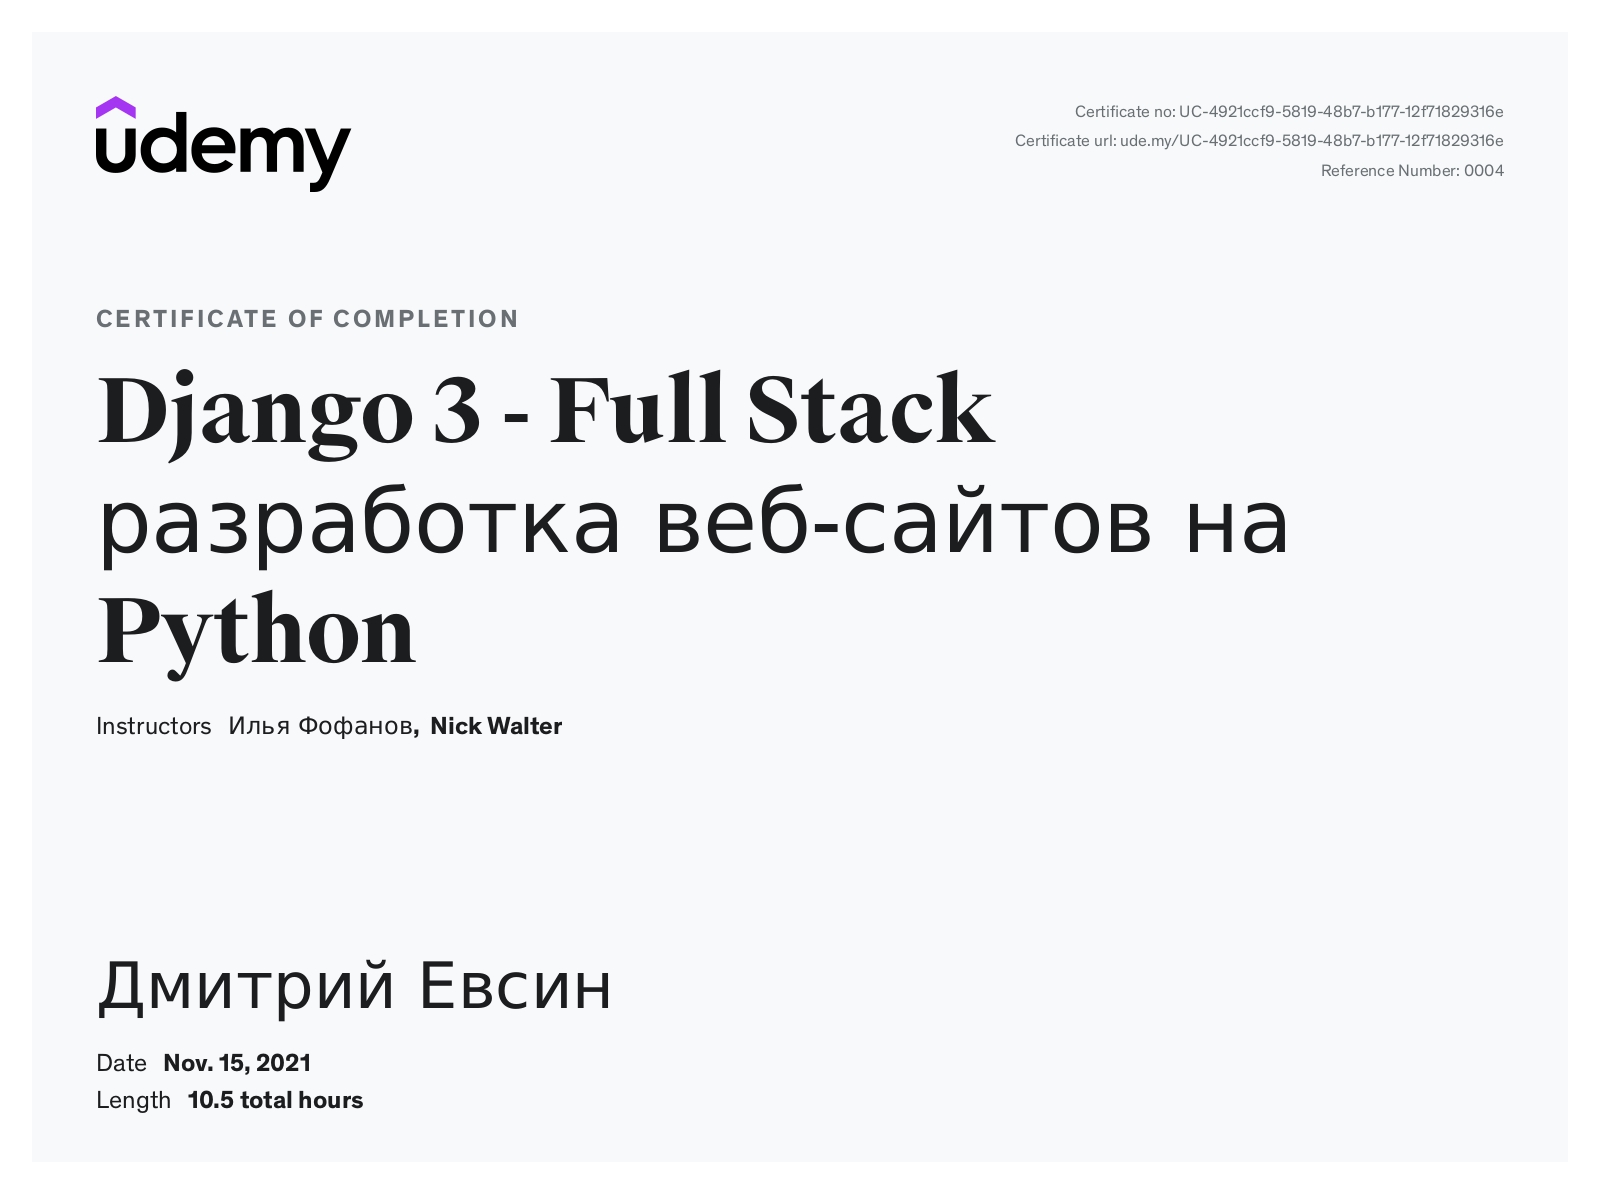 udemy
Certificate no: UC-4921ccf9-5819-48b7-b177-12f71829316e
Certificate url: ude.my/UC-4921ccf9-5819-48b7-b177-12f71829316e
Reference Number: 0004
CERTIFICATE OF COMPLETION
Django 3 - Full Stack
разработка веб-сайтов на
Python
Instructors Илья Фофанов, Nick Walter
Дмитрий Евсин
Date Nov. 15, 2021
Length 10.5 total hours